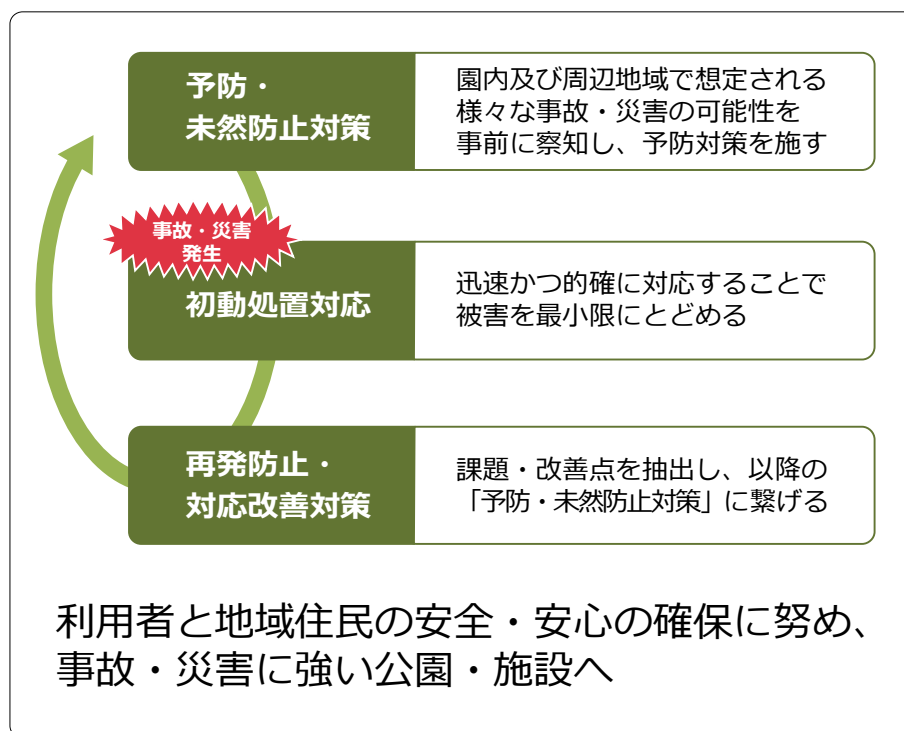 予防・
未然防止対策
園内及び周辺地域で想定される
様々な事故・災害の可能性を
事前に察知し、予防対策を施す
事故・災害
発生
初動処置対応
迅速かつ的確に対応することで
被害を最小限にとどめる
再発防止・
対応改善対策
課題・改善点を抽出し、以降の
「予防・未然防止対策」に繋げる
利用者と地域住民の安全・安心の確保に努め、
事故・災害に強い公園・施設へ